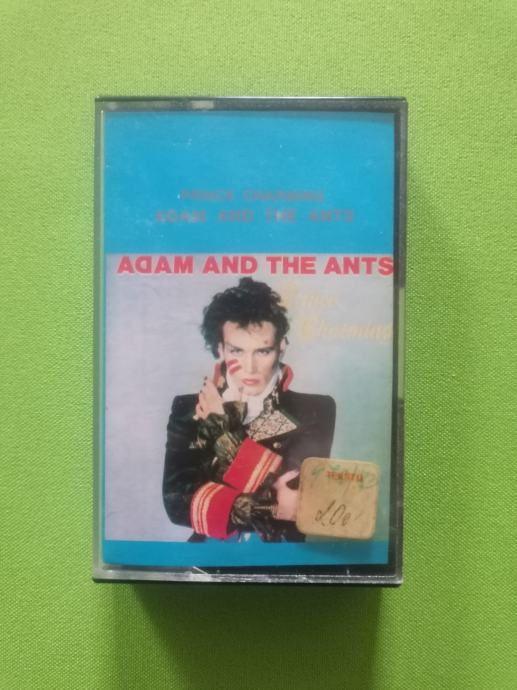 PRINCE CHARMING
ADAM AND THE ANTS
ADAM AND THE ANTS
Prince
Charming